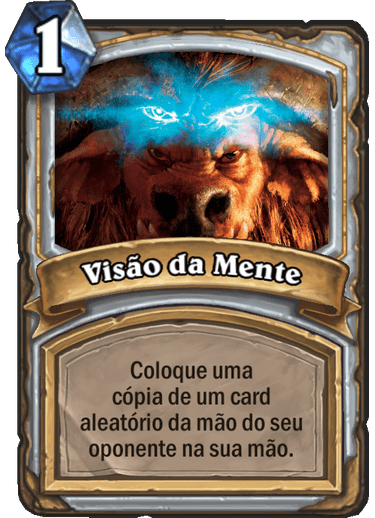 1
Visão da Mente
Coloque uma
cópia de um card
aleatório da mão do seu
oponente na sua mão.